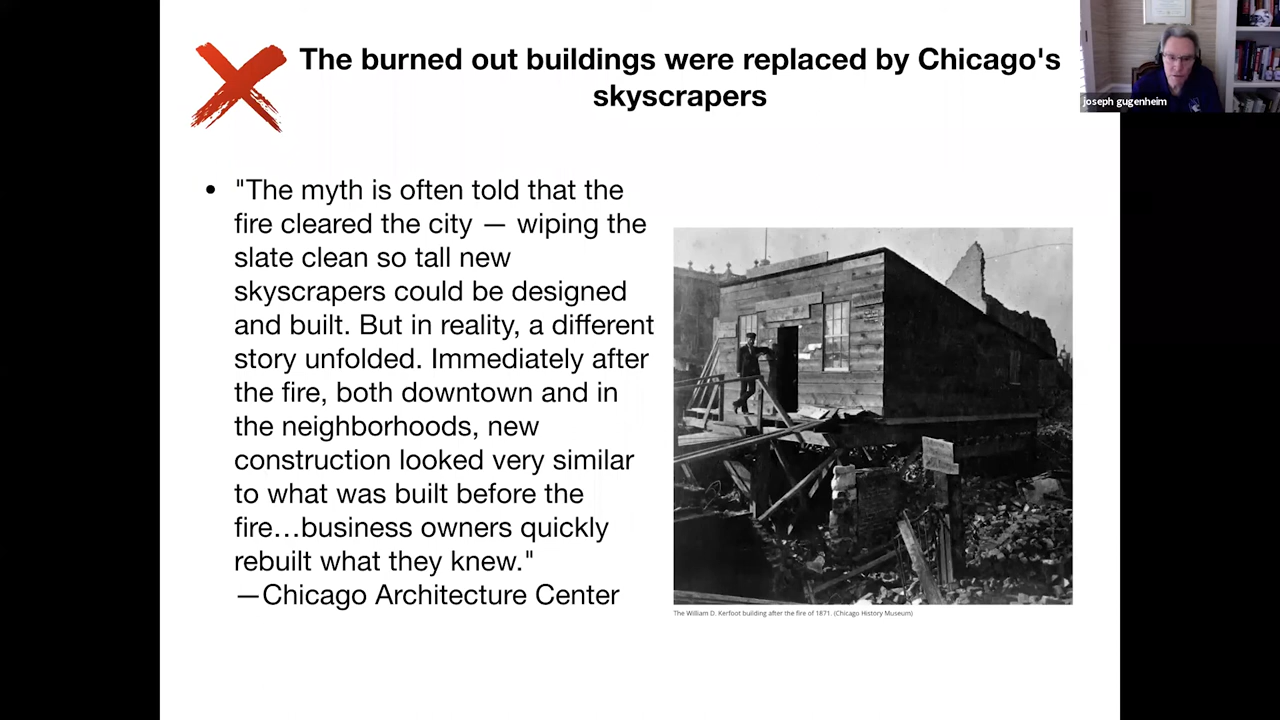 The burned out buildings were replaced by Chicago's
skyscrapers
joseph gugenheim
• "The myth is often told that the
fire cleared the city — wiping the
slate clean so tall new
skyscrapers could be designed
and built. But in reality, a different
story unfolded. Immediately after
the fire, both downtown and in
the neighborhoods, new
construction looked very similar
to what was built before the
fire…business owners quickly
rebuilt what they knew."
—Chicago Architecture Center
The William D. Kerfoot building after the fire of 1871. (Chicago History Museum)